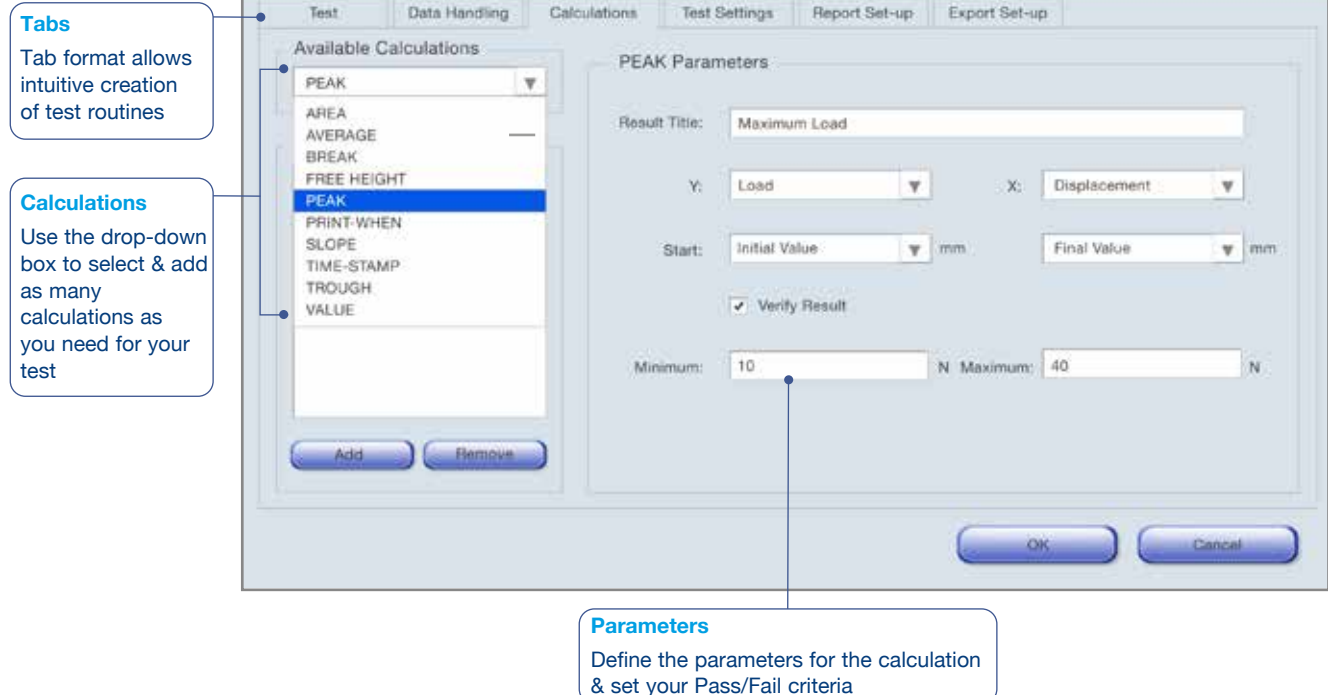 Tabs
Tab format allows
intuitive creation
of test routines
Calculations
Use the drop-down
box to select & add
as many
calculations as
you need for your
test
Test
Data Handling
Calculations
Test Settings
Report Set-up
Export Set-up
Available Calculations
PEAK
AREA
AVERAGE
BREAK
FREE HEIGHT
PEAK
PRINT-WHEN
SLOPE
TIME-STAMP
TROUGH
VALUE
Add
Remove
PEAK Parameters
Result Title: Maximum Load
Y: Load X: Displacement
Start: Initial Value mm Final Value mm
Verify Result
Minimum: 10 N Maximum: 40 N
OK
Cancel
Parameters
Define the parameters for the calculation
& set your Pass/Fail criteria